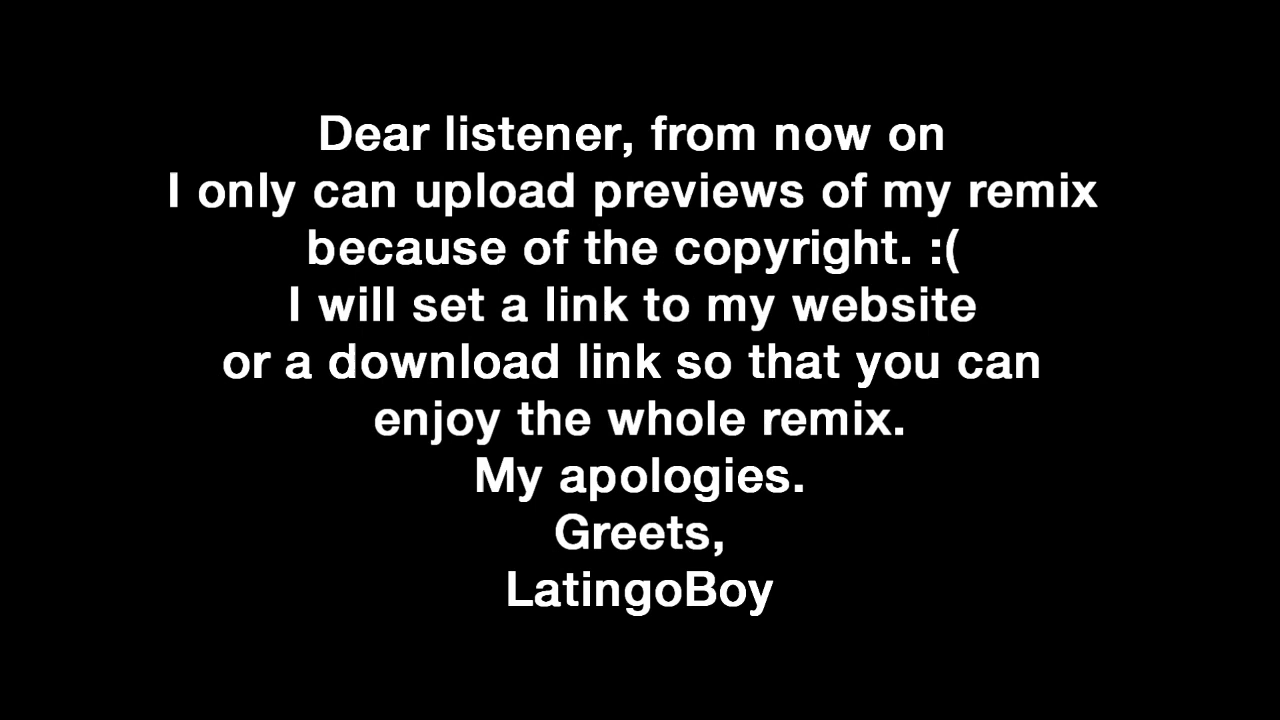 Dear listener, from now on
I only can upload previews of my remix
because of the copyright. :(
I will set a link to my website
or a download link so that you can
enjoy the whole remix.
My apologies.
Greets,
LatingoBoy